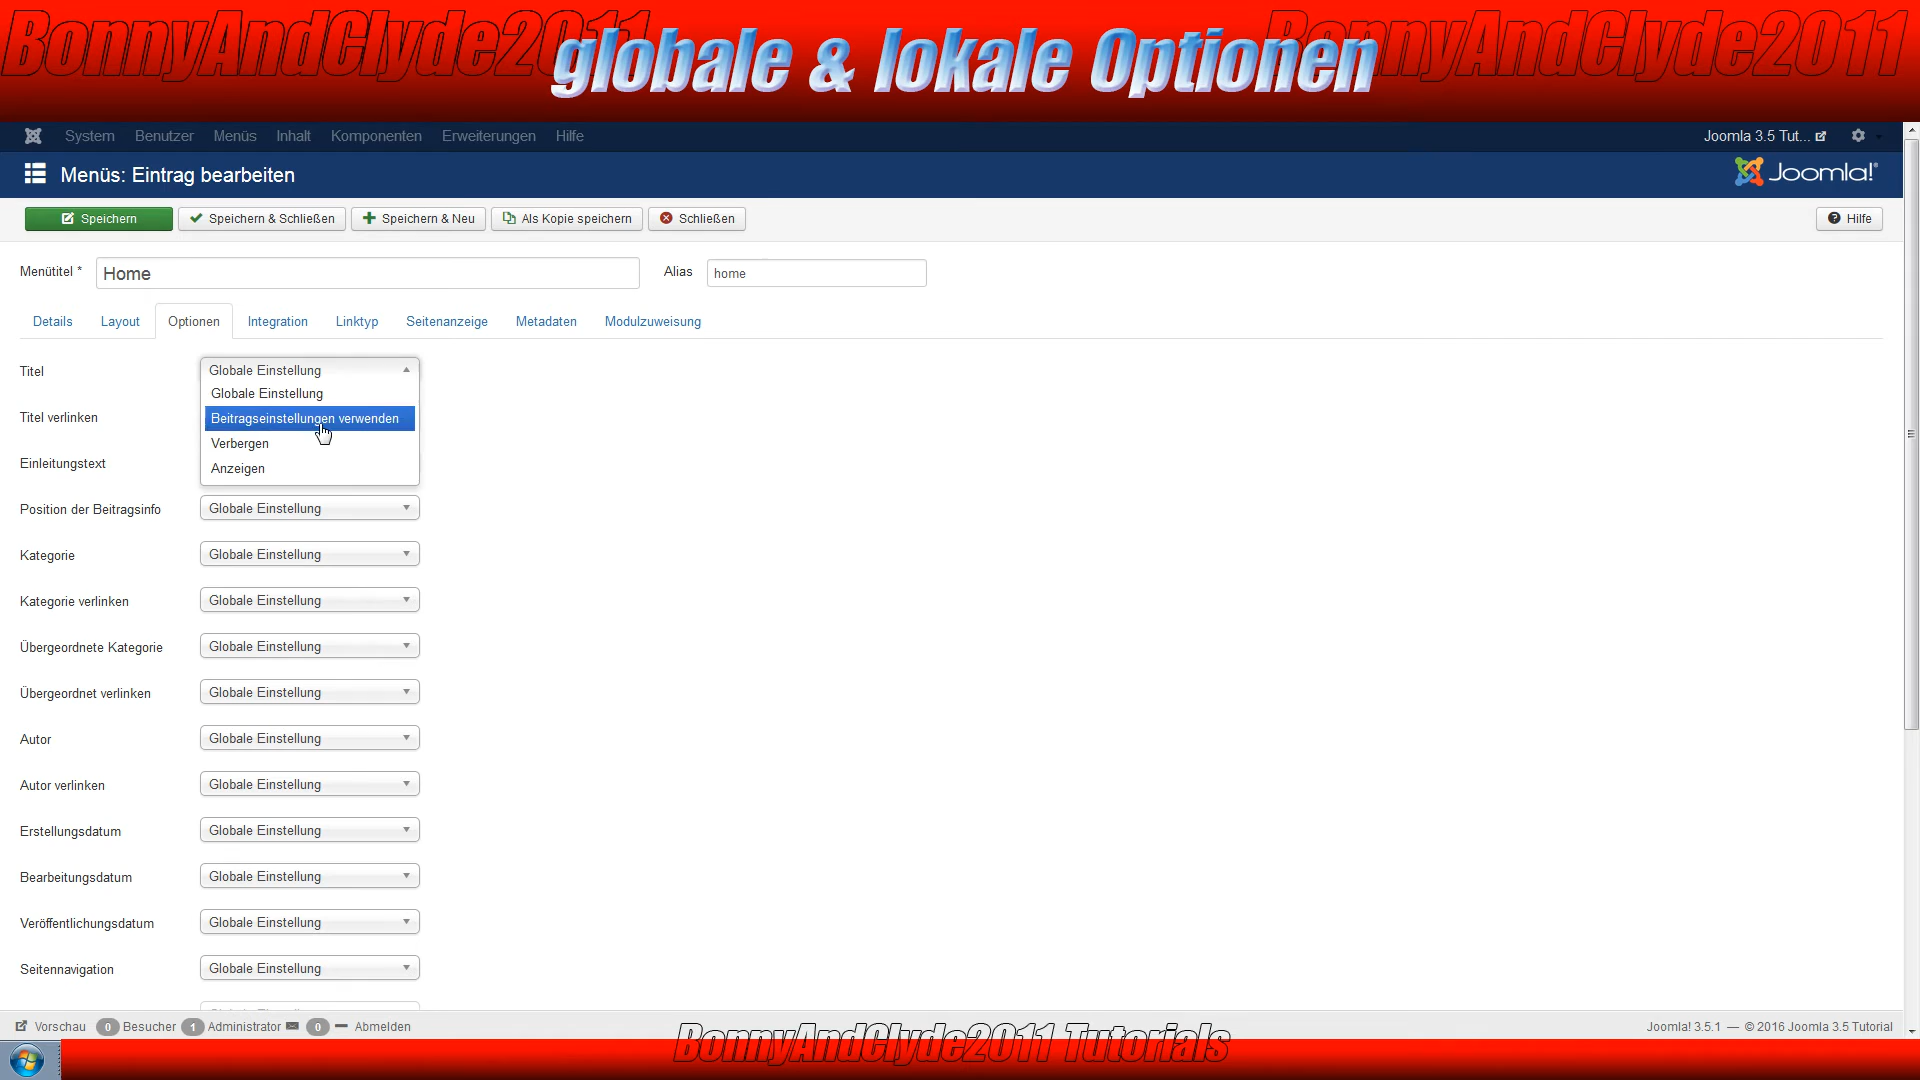 BonnyAndClyde2011 BonnyAndClyde2011
globale & lokale Optionen
System Benutzer Menüs Inhalt Komponenten Erweiterungen Hilfe Joomla 3.5 Tut...
Menüs: Eintrag bearbeiten Joomla!®
Speichern Speichern & Schließen Speichern & Neu Als Kopie speichern Schließen Hilfe
Menütitel * Home Alias home
Details Layout Optionen Integration Linktyp Seitenanzeige Metadaten Modulzuweisung
Titel Globale Einstellung
Globale Einstellung
Titel verlinken Beitragseinstellungen verwenden
Verbergen
Einleitungstext Anzeigen
Position der Beitragsinfo Globale Einstellung
Kategorie Globale Einstellung
Kategorie verlinken Globale Einstellung
Übergeordnete Kategorie Globale Einstellung
Übergeordnet verlinken Globale Einstellung
Autor Globale Einstellung
Autor verlinken Globale Einstellung
Erstellungsdatum Globale Einstellung
Bearbeitungsdatum Globale Einstellung
Veröffentlichungsdatum Globale Einstellung
Seitennavigation Globale Einstellung
Vorschau 0 Besucher 1 Administrator 0 Abmelden Joomla! 3.5.1 — © 2016 Joomla 3.5 Tutorial
BonnyAndClyde2011 Tutorials